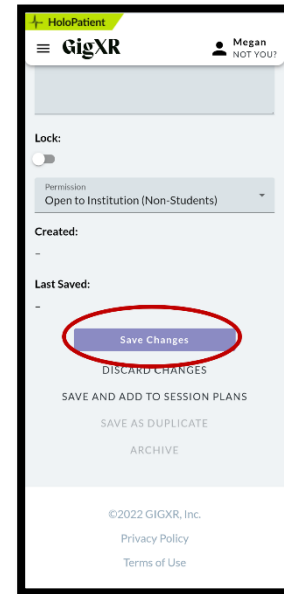 HoloPatient
GigXR
Megan
NOT YOU?
Lock:
Permission
Open to Institution (Non-Students)
Created:
–
Last Saved:
–
Save Changes
DISCARD CHANGES
SAVE AND ADD TO SESSION PLANS
SAVE AS DUPLICATE
ARCHIVE
©2022 GIGXR, Inc.
Privacy Policy
Terms of Use